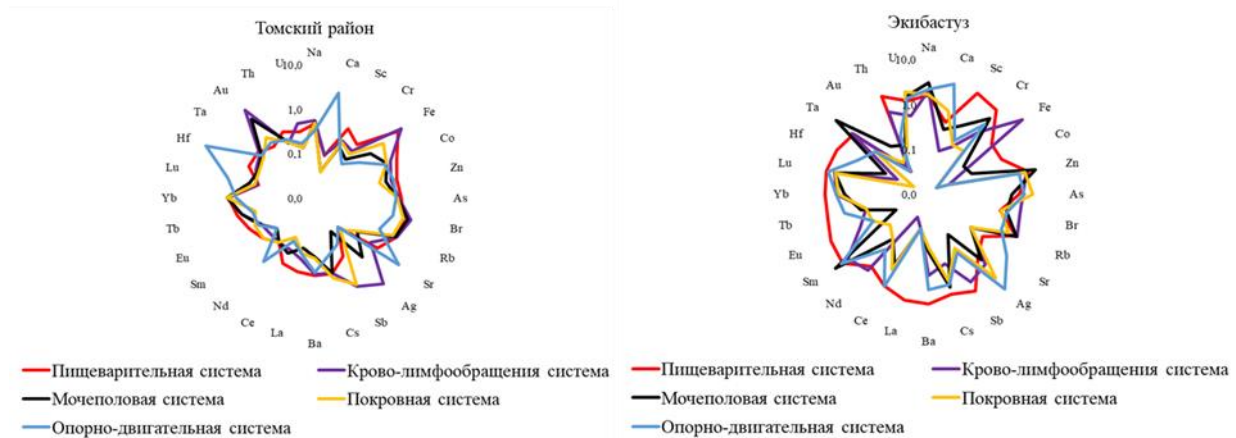 Томский район
Na
Ca
Sc
Cr
Fe
Co
Zn
As
Br
Rb
Sr
Ag
Sb
Cs
Ba
La
Ce
Nd
Sm
Eu
Tb
Yb
Lu
Hf
Ta
Au
Th
U
10,0
1,0
0,1
0,0
Пищеварительная система
Крово-лимфообращения система
Мочеполовая система
Покровная система
Опорно-двигательная система
Экибастуз
Na
Ca
Sc
Cr
Fe
Co
Zn
As
Br
Rb
Sr
Ag
Sb
Cs
Ba
La
Ce
Nd
Sm
Eu
Tb
Yb
Lu
Hf
Ta
Au
Th
U
10,0
1,0
0,1
0,0
Пищеварительная система
Крово-лимфообращения система
Мочеполовая система
Покровная система
Опорно-двигательная система